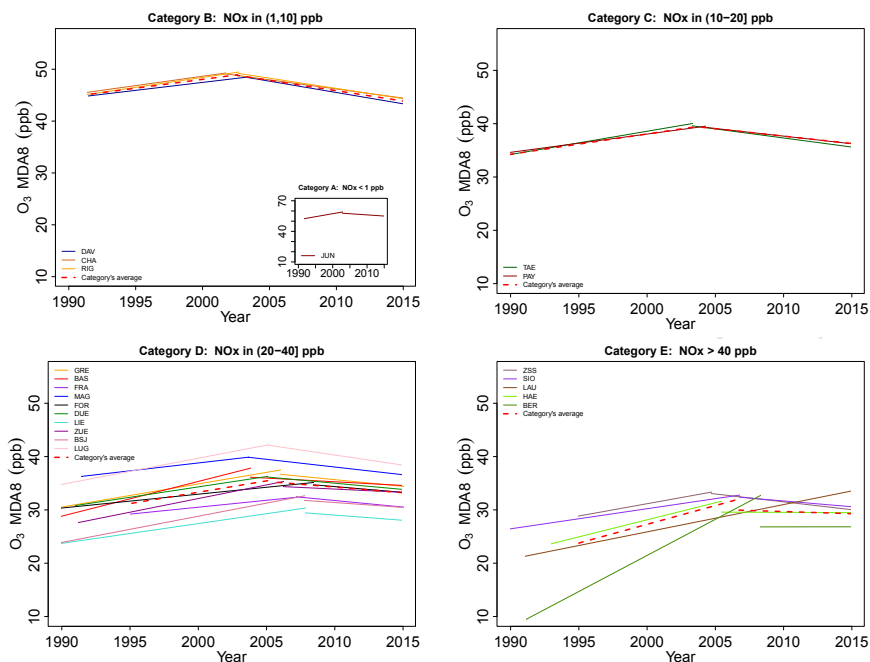 Category B:  NOx in (1,10] ppb
O3 MDA8 (ppb)
50
40
30
20
10
DAV
CHA
RIG
Category's average
Category A:  NOx < 1 ppb
70
40
10
JUN
1990 2002 2010
1990 1995 2000 2005 2010 2015
Year
Category C:  NOx in (10−20] ppb
O3 MDA8 (ppb)
50
40
30
20
10
TAE
PAY
Category's average
1990 1995 2000 2005 2010 2015
Year
Category D:  NOx in (20−40] ppb
O3 MDA8 (ppb)
50
40
30
20
10
GRE
BAS
FRA
MAG
FOR
DUE
LIE
ZUE
BSJ
LUG
Category's average
1990 1995 2000 2005 2010 2015
Year
Category E:  NOx > 40 ppb
O3 MDA8 (ppb)
50
40
30
20
10
ZSS
SIO
LAU
HAE
BER
Category's average
1990 1995 2000 2005 2010 2015
Year